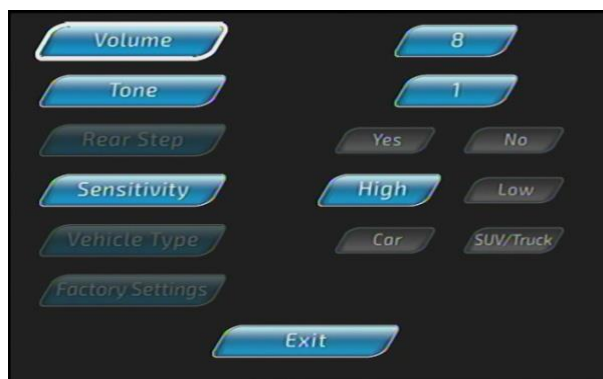 Volume 8
Tone 1
Rear Step Yes No
Sensitivity High Low
Vehicle Type Car SUV/Truck
Factory Settings
Exit